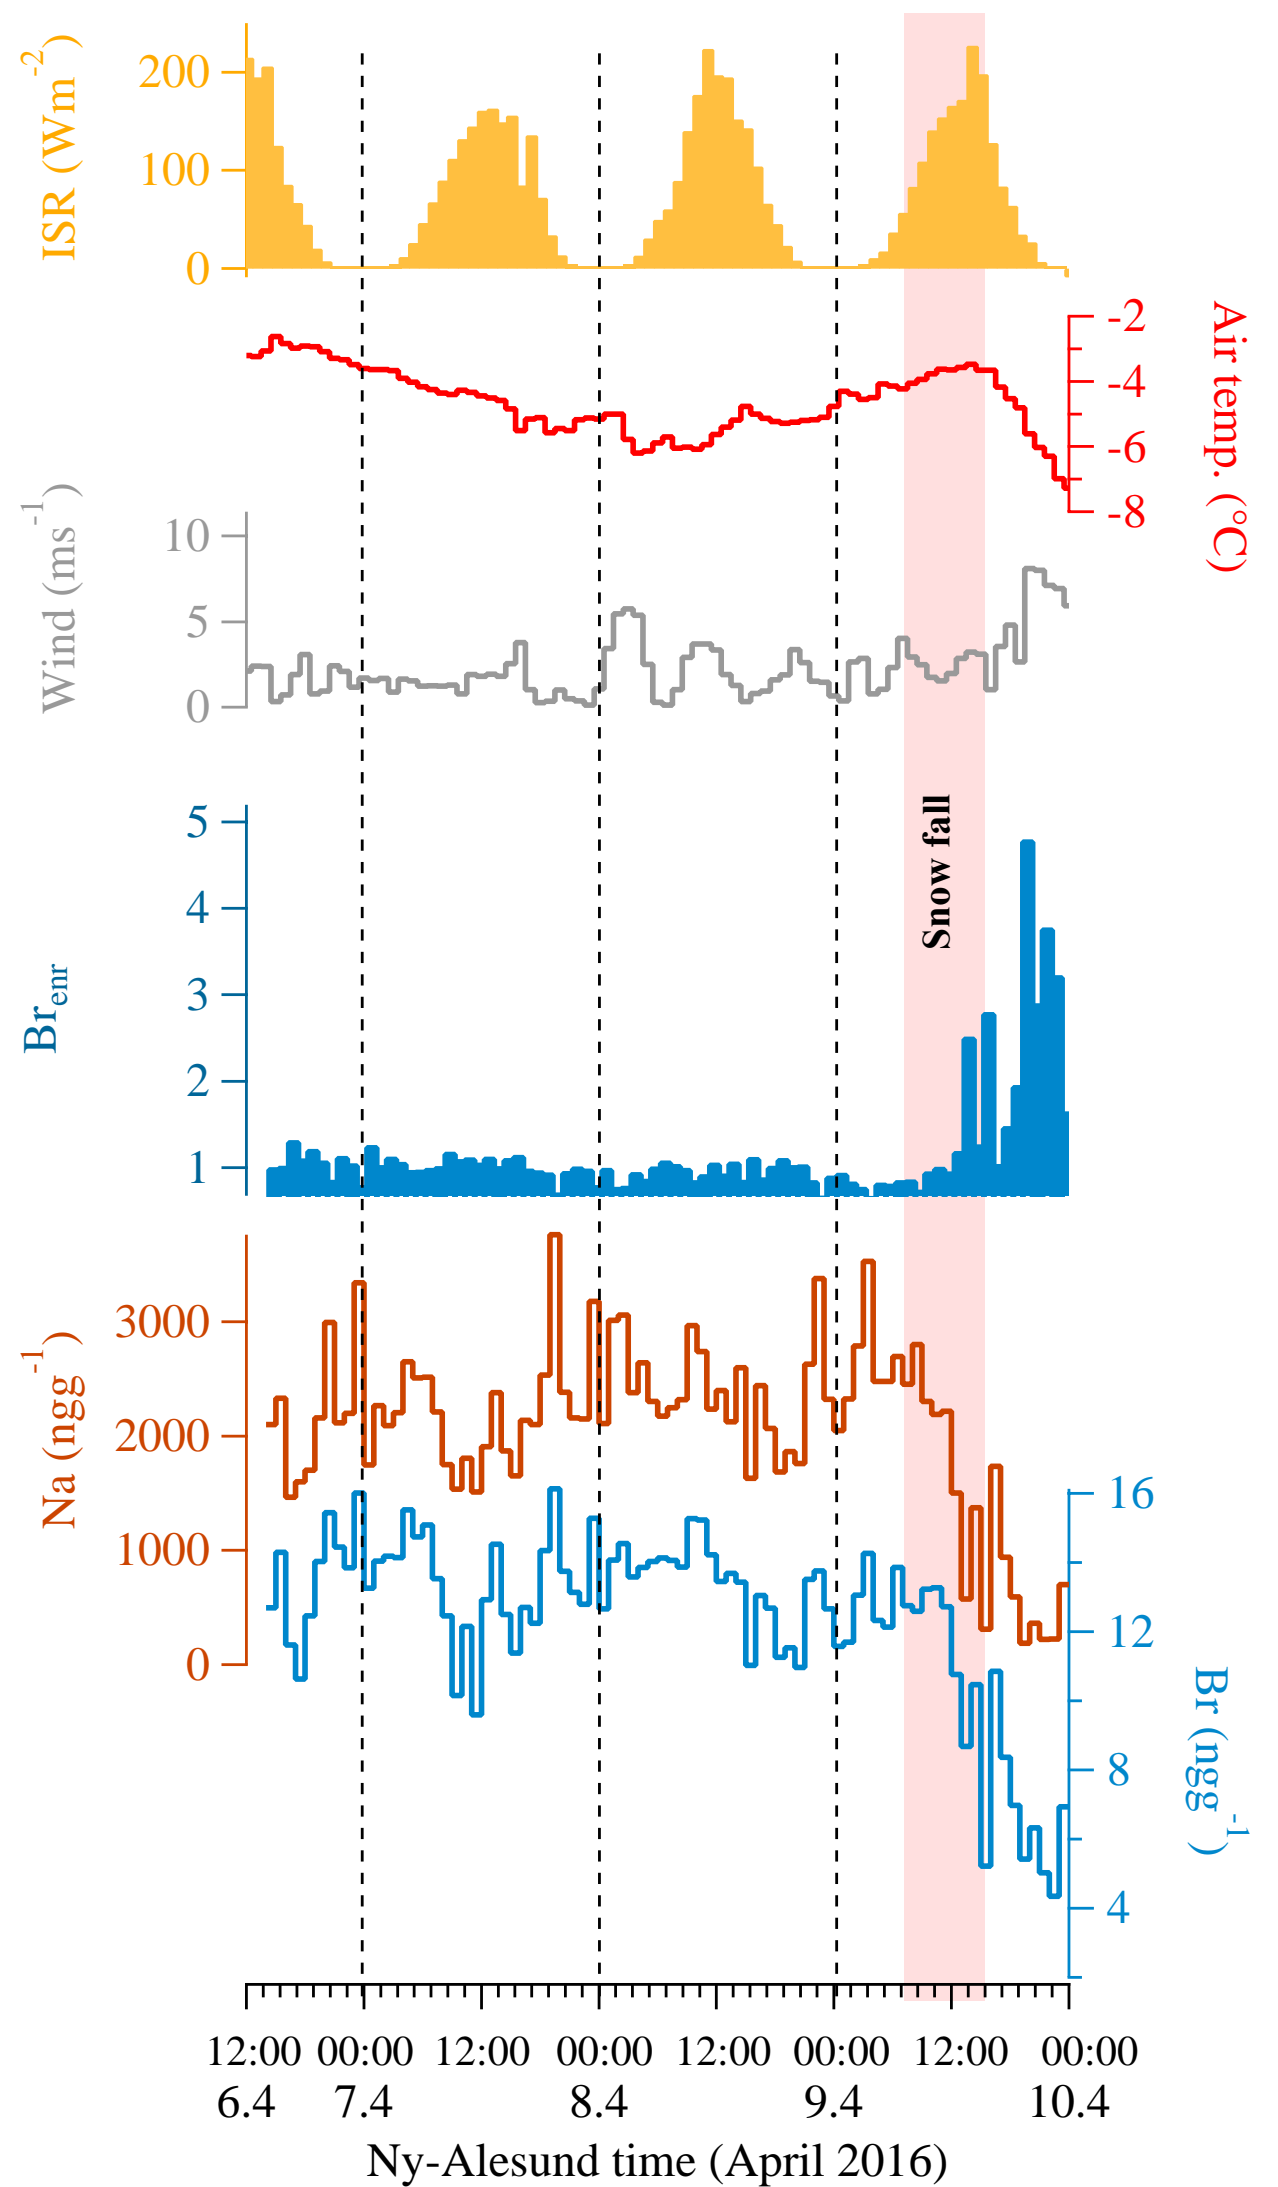 ISR (Wm-2)
200
100
0
Air temp. (°C)
-2
-4
-6
-8
Wind (ms-1)
10
5
0
Snow fall
Brenr
5
4
3
2
1
Na (ngg-1)
3000
2000
1000
0
Br (ngg-1)
16
12
8
4
12:00 00:00 12:00 00:00 12:00 00:00 12:00 00:00
6.4 7.4 8.4 9.4 10.4
Ny-Alesund time (April 2016)